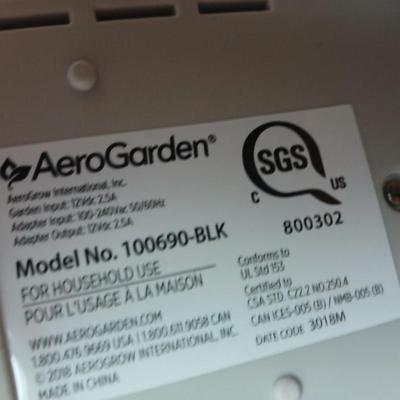 AeroGarden®
AeroGrow International, Inc.
Garden Input: 12Vdc 2.5A
Adapter Input: 100-240Vac 50/60Hz
Adapter Output: 12Vdc 2.5A
Model No. 100690-BLK
FOR HOUSEHOLD USE
POUR L'USAGE À LA MAISON
WWW.AEROGARDEN.COM
1.800.476.9669 USA | 1.800.611.9058 CAN
© 2018 AEROGROW INTERNATIONAL, INC.
MADE IN CHINA
SGS
C US
800302
Conforms to
UL Std 153
Certified to
CSA STD. C22.2 NO.250.4
CAN ICES-005 (B) / NMB-005 (B)
DATE CODE 3018M